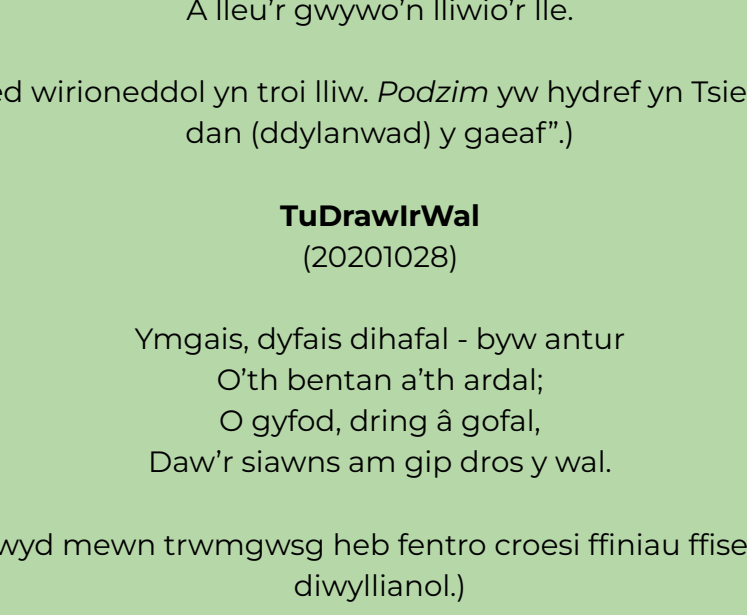 A lleu'r gwywo'n lliwio'r lle.
wirioneddol yn troi lliw. Podzim yw hydref yn
dan (ddylanwad) y gaeaf”.)
TuDrawIrWal
(20201028)
Ymgais, dyfais dihafal - byw antur
O’th bentan a’th ardal;
O gyfod, dring â gofal,
Daw’r siawns am gip dros y wal.
mewn trwmgwsg heb fentro croesi ffiniau
diwyllianol.)